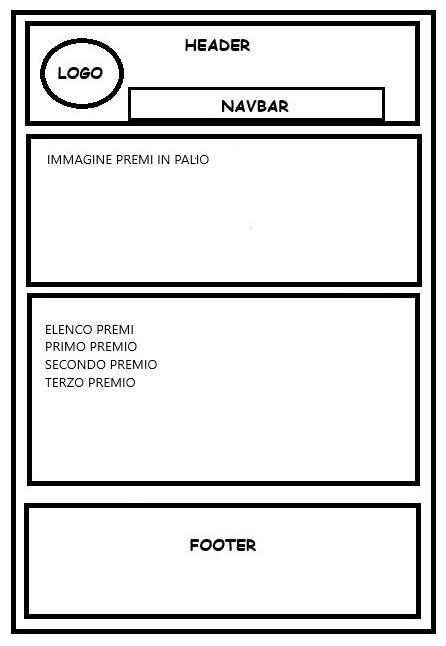 HEADER
LOGO
NAVBAR
IMMAGINE PREMI IN PALIO
ELENCO PREMI
PRIMO PREMIO
SECONDO PREMIO
TERZO PREMIO
FOOTER